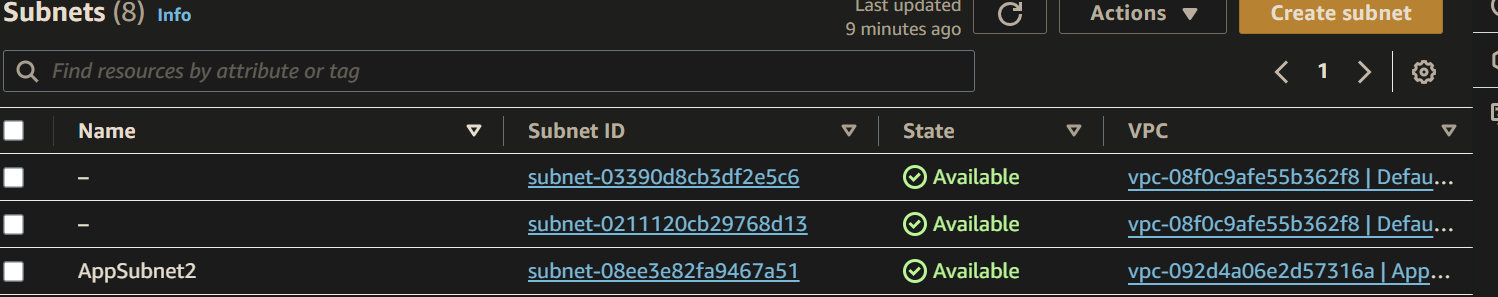 Subnets (8) Info
Last updated
9 minutes ago
Actions
Create subnet
Find resources by attribute or tag
1
Name Subnet ID State VPC
– subnet-03390d8cb3df2e5c6 Available vpc-08f0c9afe55b362f8 | Defau...
– subnet-0211120cb29768d13 Available vpc-08f0c9afe55b362f8 | Defau...
AppSubnet2 subnet-08ee3e82fa9467a51 Available vpc-092d4a06e2d57316a | App...